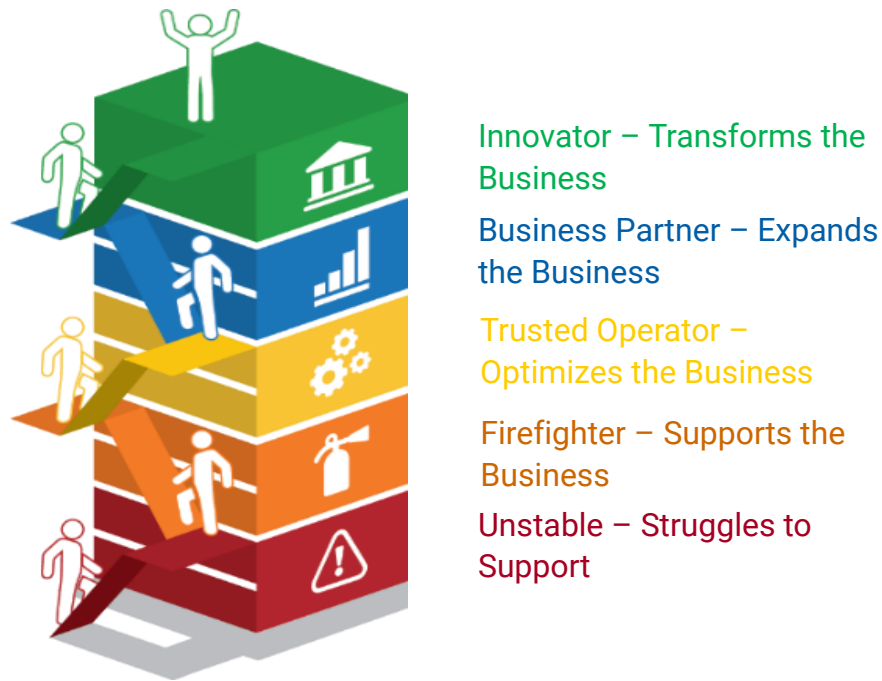 Innovator – Transforms the
Business
Business Partner – Expands
the Business
Trusted Operator –
Optimizes the Business
Firefighter – Supports the
Business
Unstable – Struggles to
Support